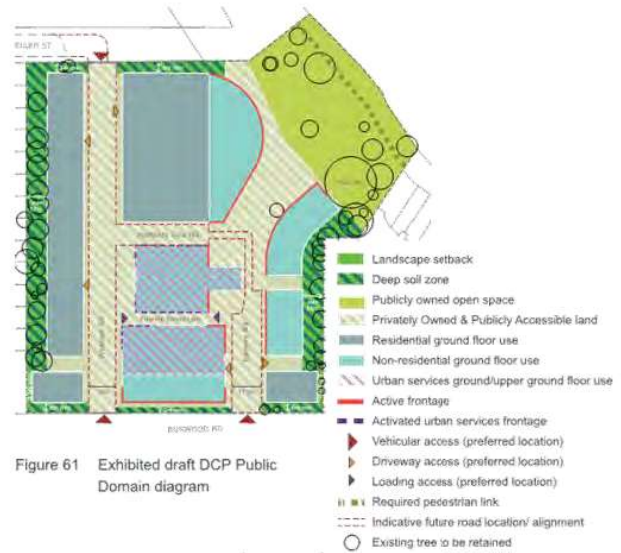 Landscape setback
Deep soil zone
Publicly owned open space
Privately Owned & Publicly Accessible land
Residential ground floor use
Non-residential ground floor use
Urban services ground/upper ground floor use
Active frontage
Activated urban services frontage
Vehicular access (preferred location)
Driveway access (preferred location)
Loading access (preferred location)
Required pedestrian link
Indicative future road location/ alignment
Existing tree to be retained
BURWOOD RD
Figure 61 Exhibited draft DCP Public
Domain diagram